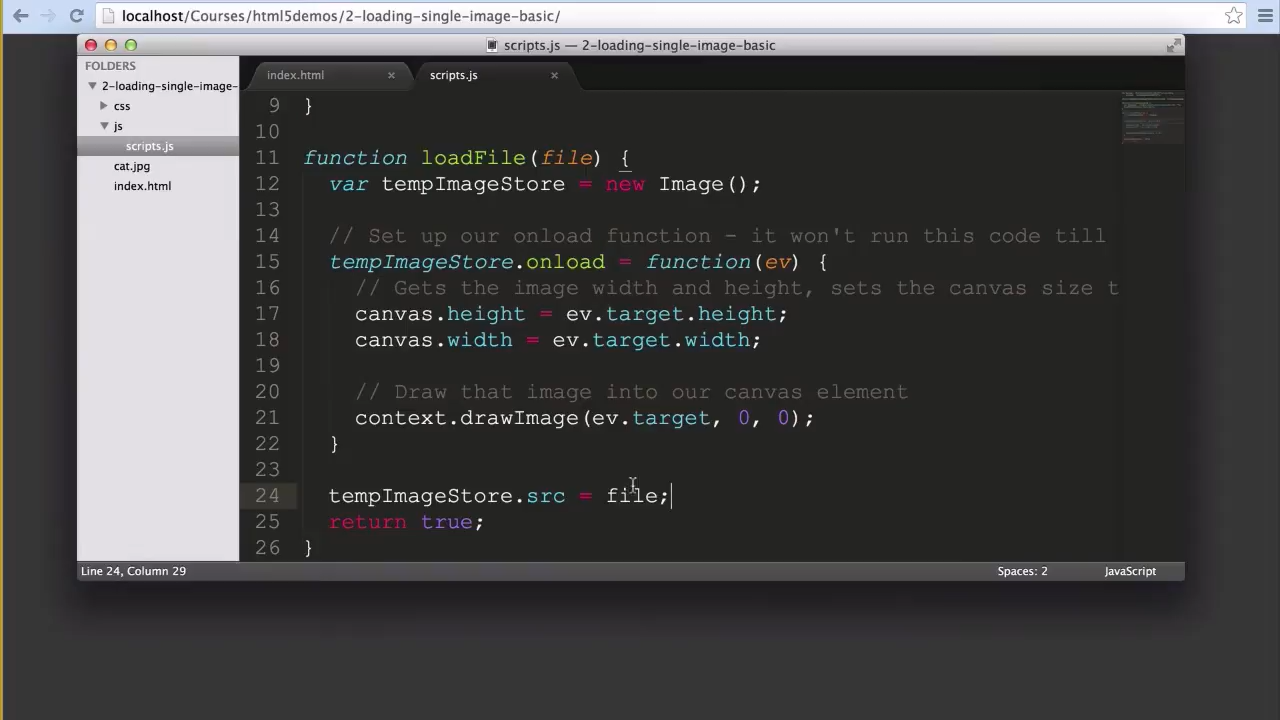 localhost/Courses/html5demos/2-loading-single-image-basic/
scripts.js — 2-loading-single-image-basic
FOLDERS
2-loading-single-image-
css
js
scripts.js
cat.jpg
index.html
index.html ×
scripts.js ×
9 }
10
11 function loadFile(file) {
12 var tempImageStore = new Image();
13
14 // Set up our onload function - it won't run this code till
15 tempImageStore.onload = function(ev) {
16 // Gets the image width and height, sets the canvas size t
17 canvas.height = ev.target.height;
18 canvas.width = ev.target.width;
19
20 // Draw that image into our canvas element
21 context.drawImage(ev.target, 0, 0);
22 }
23
24 tempImageStore.src = file;
25 return true;
26 }
Line 24, Column 29
Spaces: 2
JavaScript